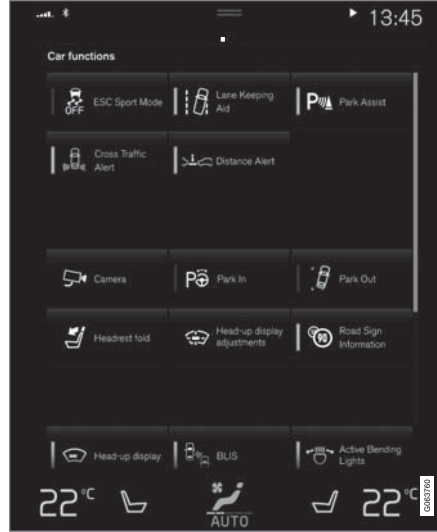 13:45
Car functions
ESC Sport Mode
OFF
Lane Keeping
Aid
P Park Assist
Cross Traffic
Alert
Distance Alert
Camera
P Park In
Park Out
Headrest fold
Head-up display
adjustments
90
Road Sign
Information
Head-up display
BLIS
Active Bending
Lights
22°C
AUTO
22°C
G063760